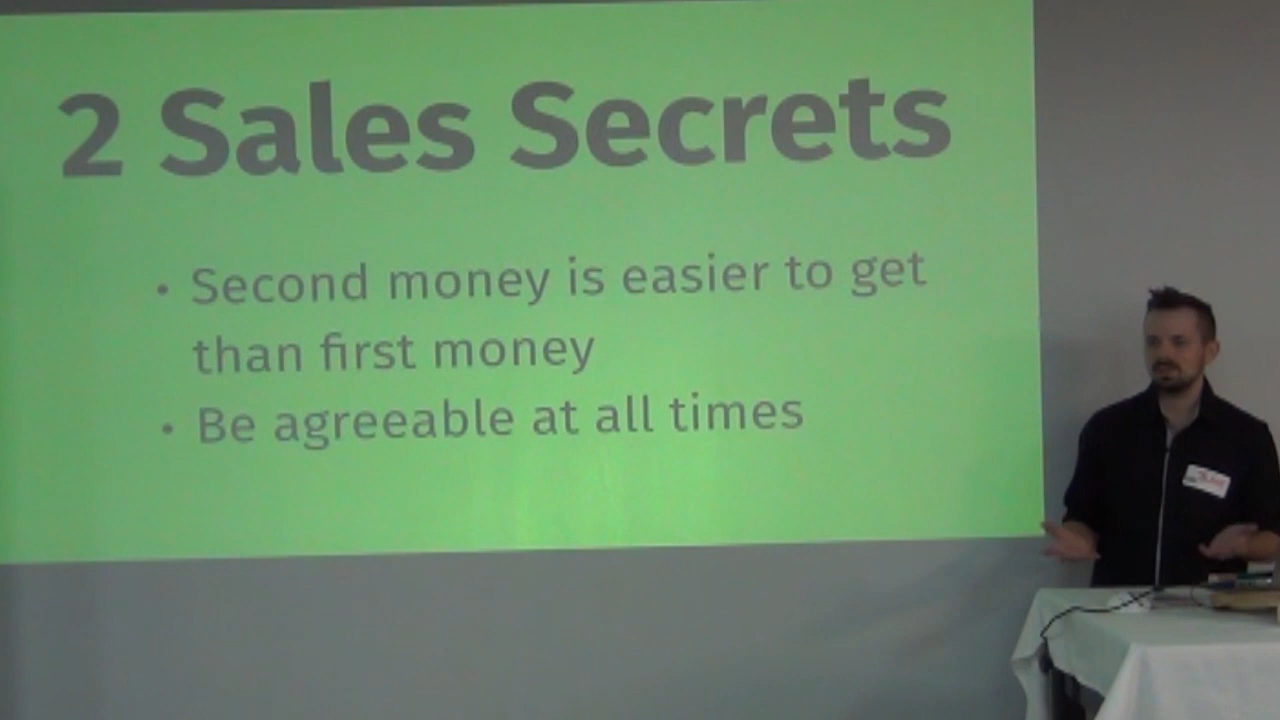 2 Sales Secrets
• Second money is easier to get
than first money
• Be agreeable at all times